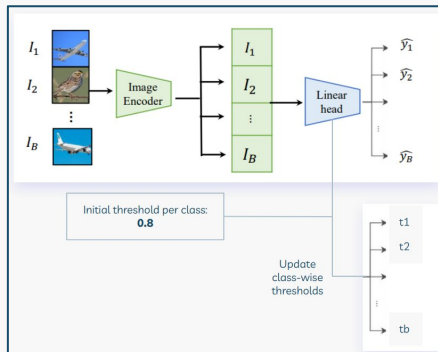 I1
I2
⋮
IB
Image
Encoder
I1
I2
⋮
IB
Linear
head
ŷ1
ŷ2
⋮
ŷB
Initial threshold per class:
0.8
Update
class-wise
thresholds
t1
t2
⋮
tb